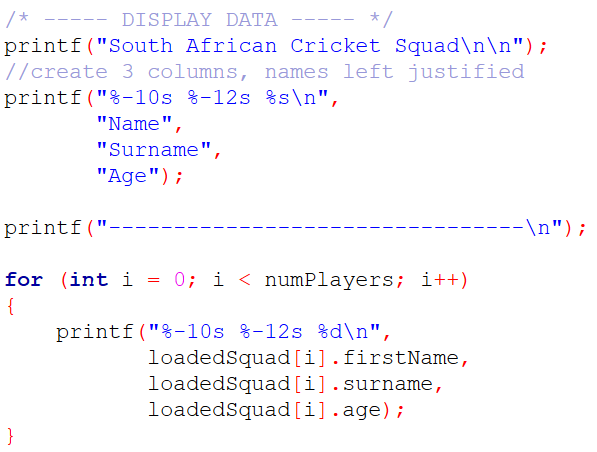 /* ----- DISPLAY DATA ----- */
printf("South African Cricket Squad\n\n");
//create 3 columns, names left justified
printf("%-10s %-12s %s\n",
       "Name",
       "Surname",
       "Age");

printf("--------------------------------\n");

for (int i = 0; i < numPlayers; i++)
{
    printf("%-10s %-12s %d\n",
           loadedSquad[i].firstName,
           loadedSquad[i].surname,
           loadedSquad[i].age);
}